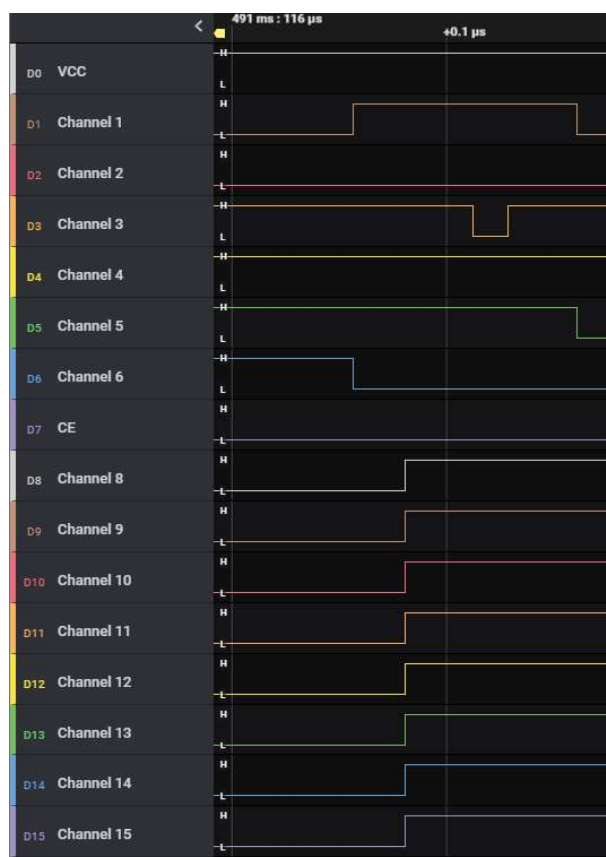 491 ms : 116 µs
+0.1 µs
D0 VCC H L
D1 Channel 1 H L
D2 Channel 2 H L
D3 Channel 3 H L
D4 Channel 4 H L
D5 Channel 5 H L
D6 Channel 6 H L
D7 CE H L
D8 Channel 8 H L
D9 Channel 9 H L
D10 Channel 10 H L
D11 Channel 11 H L
D12 Channel 12 H L
D13 Channel 13 H L
D14 Channel 14 H L
D15 Channel 15 H L